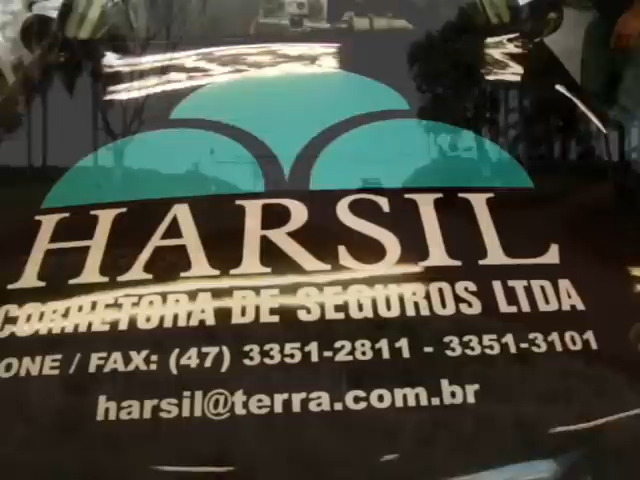 HARSIL
CORRETORA DE SEGUROS LTDA
ONE / FAX: (47) 3351-2811 - 3351-3101
harsil@terra.com.br